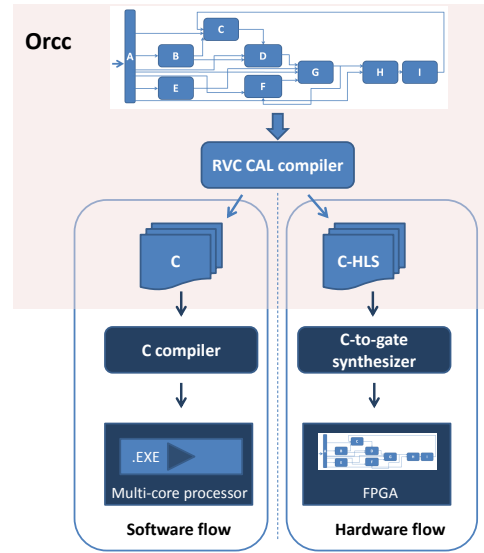 Orcc
C
A
B
D
G
H
I
E
F
RVC CAL compiler
C
C-HLS
C compiler
C-to-gate
synthesizer
.EXE
Multi-core processor
FPGA
Software flow
Hardware flow